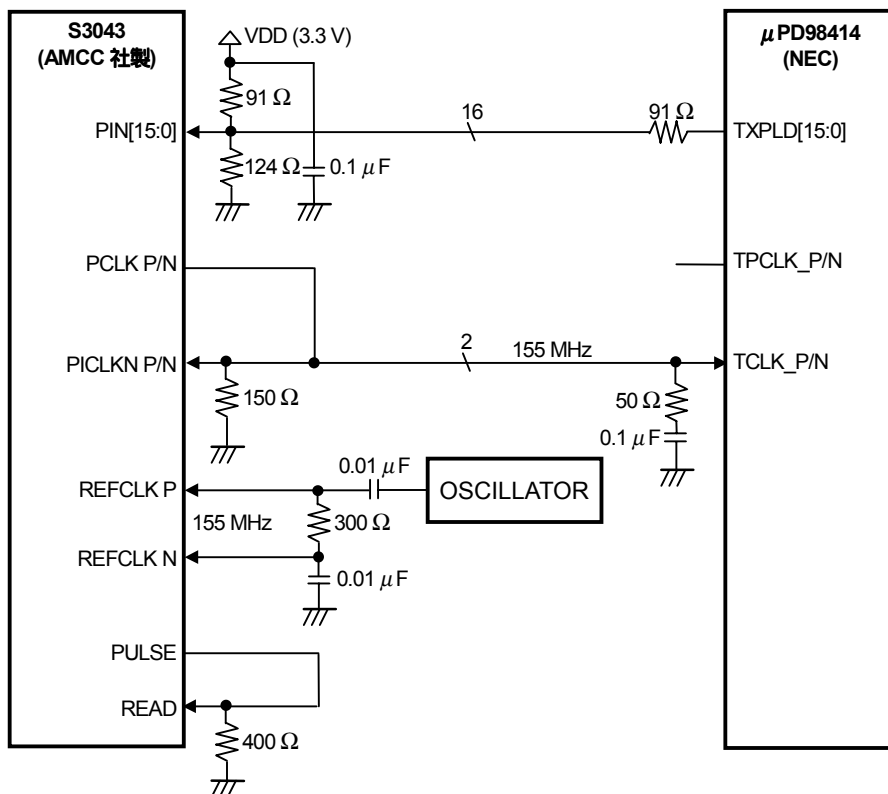 S3043
(AMCC 社製)
μPD98414
(NEC)
VDD (3.3 V)
91 Ω
PIN[15:0]
16
91 Ω
TXPLD[15:0]
124 Ω
0.1 μF
PCLK P/N
TPCLK_P/N
PICLKN P/N
2
155 MHz
TCLK_P/N
150 Ω
50 Ω
0.1 μF
REFCLK P
0.01 μF
OSCILLATOR
155 MHz
300 Ω
REFCLK N
0.01 μF
PULSE
READ
400 Ω